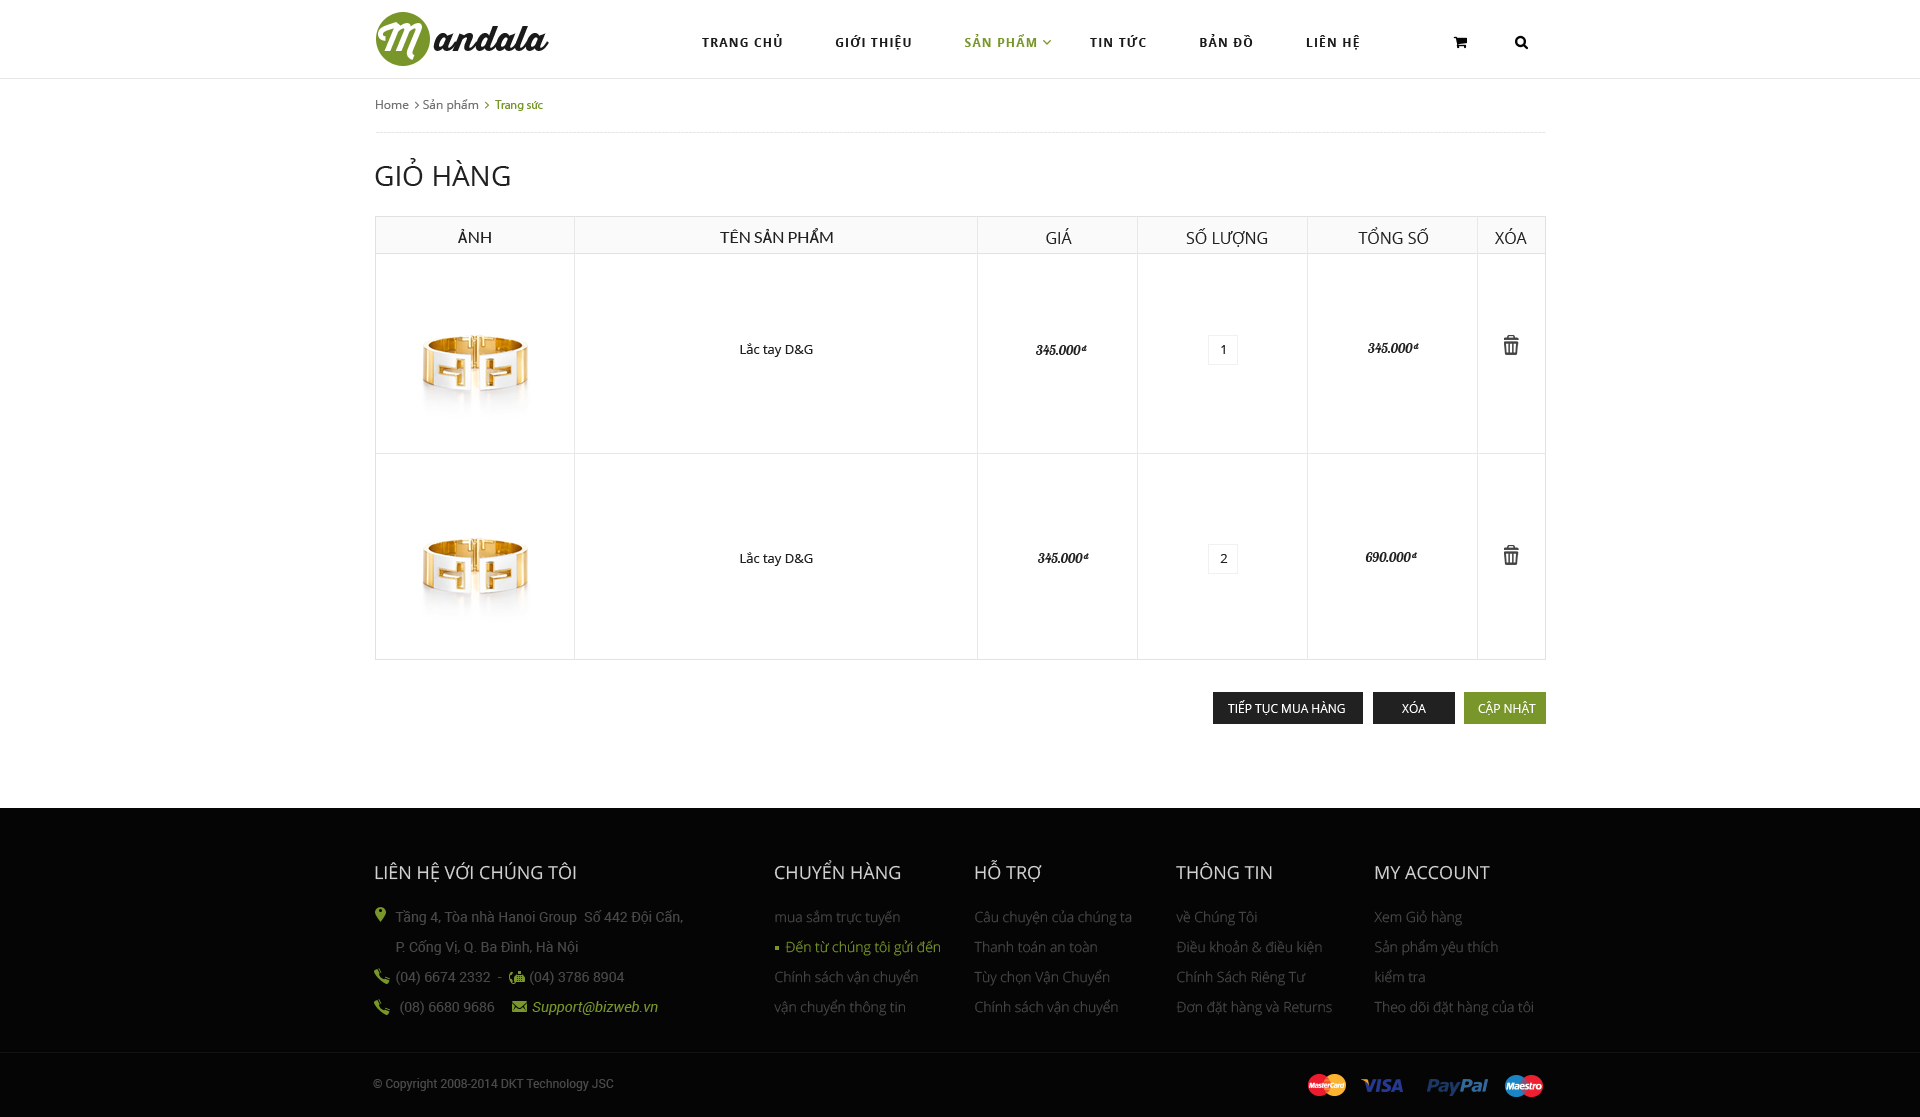 Mandala
TRANG CHỦ GIỚI THIỆU SẢN PHẨM TIN TỨC BẢN ĐỒ LIÊN HỆ
Home > Sản phẩm > Trang sức
GIỎ HÀNG
ẢNH TÊN SẢN PHẨM GIÁ SỐ LƯỢNG TỔNG SỐ XÓA
Lắc tay D&G 345.000₫ 1 345.000₫
Lắc tay D&G 345.000₫ 2 690.000₫
TIẾP TỤC MUA HÀNG XÓA CẬP NHẬT
LIÊN HỆ VỚI CHÚNG TÔI CHUYỂN HÀNG HỖ TRỢ THÔNG TIN MY ACCOUNT
Tầng 4, Tòa nhà Hanoi Group Số 442 Đội Cấn, mua sắm trực tuyến Câu chuyện của chúng ta về Chúng Tôi Xem Giỏ hàng
P. Cống Vị, Q. Ba Đình, Hà Nội Đến từ chúng tôi gửi đến Thanh toán an toàn Điều khoản & điều kiện Sản phẩm yêu thích
(04) 6674 2332 - (04) 3786 8904 Chính sách vận chuyển Tùy chọn Vận Chuyển Chính Sách Riêng Tư kiểm tra
(08) 6680 9686 Support@bizweb.vn vận chuyển thông tin Chính sách vận chuyển Đơn đặt hàng và Returns Theo dõi đặt hàng của tôi
© Copyright 2008-2014 DKT Technology JSC MasterCard VISA PayPal Maestro